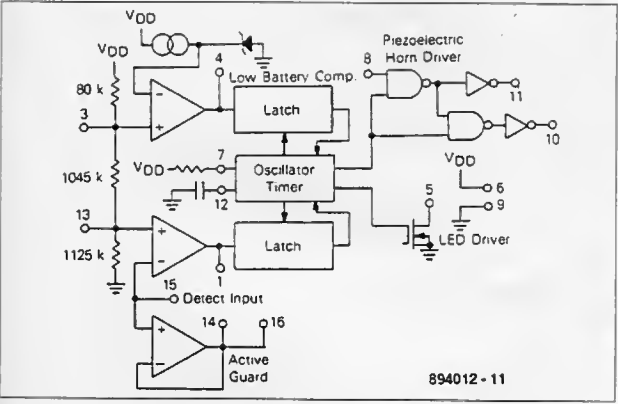 VDD
VDD
80 k
3
1045 k
13
1125 k
4
Low Battery Comp.
Latch
VDD
7
12
Oscillator
Timer
Latch
1
15
Detect Input
14
16
Active
Guard
Piezoelectric
Horn Driver
8
11
10
VDD
5
6
9
LED Driver
894012 - 11